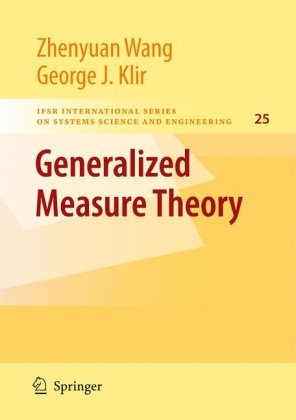 Zhenyuan Wang
George J. Klir
IFSR INTERNATIONAL SERIES
ON SYSTEMS SCIENCE AND ENGINEERING 25
Generalized
Measure Theory
Springer